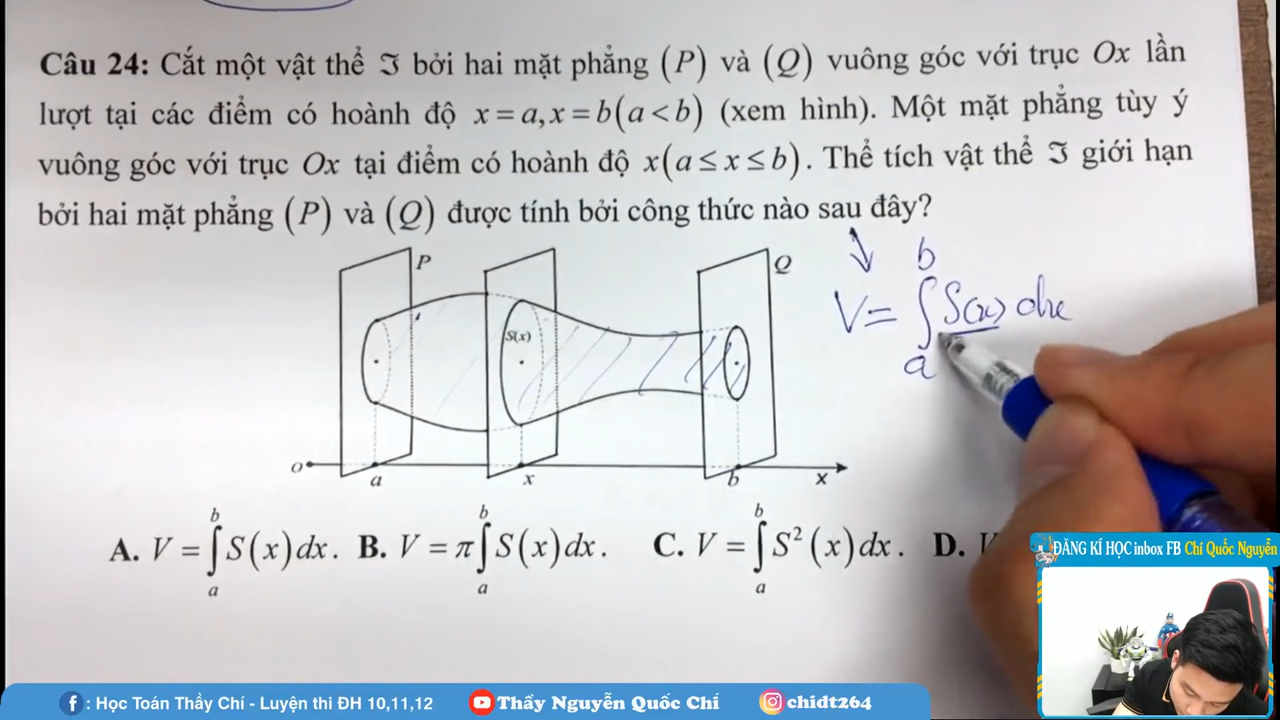 Câu 24: Cắt một vật thể ℑ bởi hai mặt phẳng (P) và (Q) vuông góc với trục Ox lần
lượt tại các điểm có hoành độ x = a, x = b (a < b) (xem hình). Một mặt phẳng tùy ý
vuông góc với trục Ox tại điểm có hoành độ x (a ≤ x ≤ b). Thể tích vật thể ℑ giới hạn
bởi hai mặt phẳng (P) và (Q) được tính bởi công thức nào sau đây?
P
Q
S(x)
O a x b x
V = ∫_a^b S(x) dx
A. V = ∫_a^b S(x)dx. B. V = π∫_a^b S(x)dx. C. V = ∫_a^b S²(x)dx. D. V
ĐĂNG KÍ HỌC inbox FB Chí Quốc Nguyễn
: Học Toán Thầy Chí - Luyện thi ĐH 10,11,12
Thầy Nguyễn Quốc Chí
chidt264